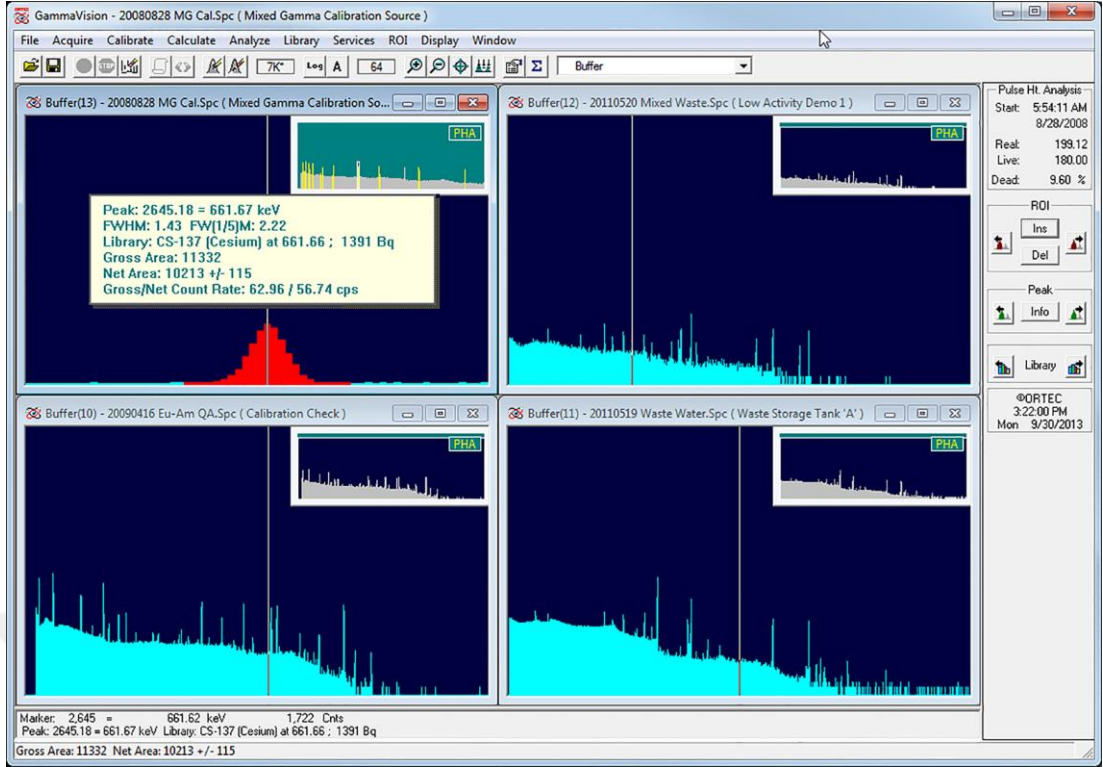 GammaVision - 20080828 MG Cal.Spc ( Mixed Gamma Calibration Source )
File Acquire Calibrate Calculate Analyze Library Services ROI Display Window
7K* Log A 64 Σ Buffer
Buffer(13) - 20080828 MG Cal.Spc ( Mixed Gamma Calibration So...
PHA
Peak: 2645.18 = 661.67 keV
FWHM: 1.43 FW(1/5)M: 2.22
Library: CS-137 (Cesium) at 661.66 ; 1391 Bq
Gross Area: 11332
Net Area: 10213 +/- 115
Gross/Net Count Rate: 62.96 / 56.74 cps
Buffer(12) - 20110520 Mixed Waste.Spc ( Low Activity Demo 1 )
PHA
Buffer(10) - 20090416 Eu-Am QA.Spc ( Calibration Check )
PHA
Buffer(11) - 20110519 Waste Water.Spc ( Waste Storage Tank 'A' )
PHA
Pulse Ht. Analysis
Start: 5:54:11 AM
8/28/2008
Real: 199.12
Live: 180.00
Dead: 9.60 %
ROI
Ins
Del
Peak
Info
Library
©ORTEC
3:22:00 PM
Mon 9/30/2013
Marker: 2,645 = 661.62 keV 1,722 Cnts
Peak: 2645.18 = 661.67 keV Library: CS-137 (Cesium) at 661.66 ; 1391 Bq
Gross Area: 11332 Net Area: 10213 +/- 115